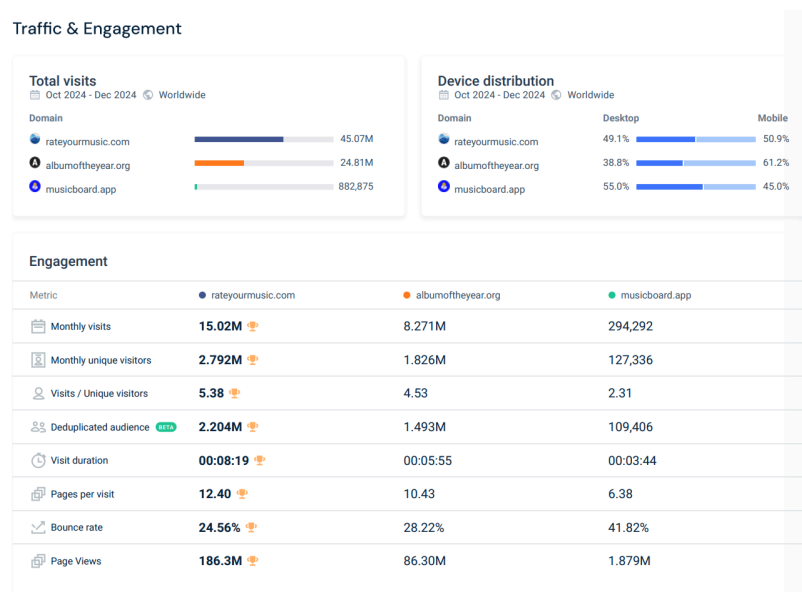 Traffic & Engagement
Total visits
Oct 2024 - Dec 2024 Worldwide
Domain
rateyourmusic.com 45.07M
albumoftheyear.org 24.81M
musicboard.app 882,875
Device distribution
Oct 2024 - Dec 2024 Worldwide
Domain Desktop Mobile
rateyourmusic.com 49.1% 50.9%
albumoftheyear.org 38.8% 61.2%
musicboard.app 55.0% 45.0%
Engagement
Metric rateyourmusic.com albumoftheyear.org musicboard.app
Monthly visits 15.02M 8.271M 294,292
Monthly unique visitors 2.792M 1.826M 127,336
Visits / Unique visitors 5.38 4.53 2.31
Deduplicated audience BETA 2.204M 1.493M 109,406
Visit duration 00:08:19 00:05:55 00:03:44
Pages per visit 12.40 10.43 6.38
Bounce rate 24.56% 28.22% 41.82%
Page Views 186.3M 86.30M 1.879M